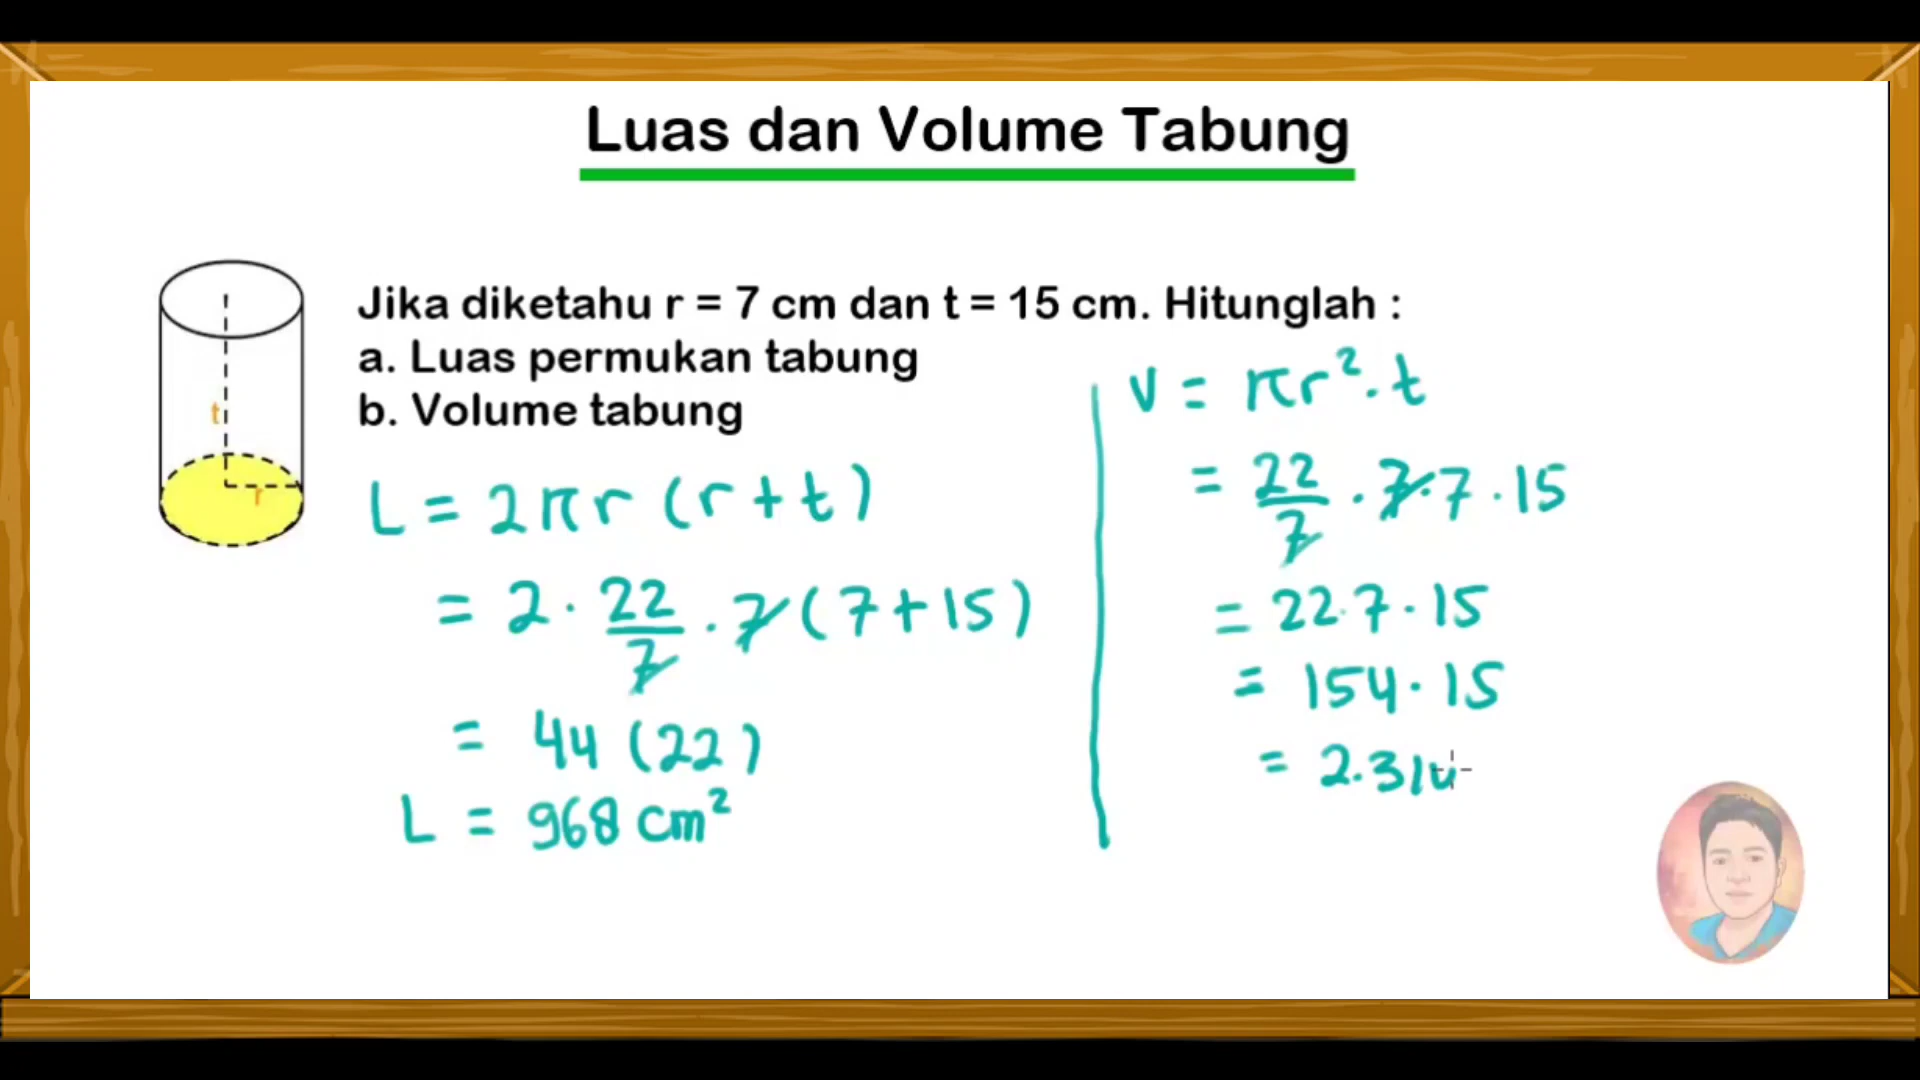 Luas dan Volume Tabung
t
r
Jika diketahu r = 7 cm dan t = 15 cm. Hitunglah :
a. Luas permukan tabung
b. Volume tabung
L = 2πr (r + t)
= 2 · 22/7 · 7 (7 + 15)
= 44 (22)
L = 968 cm²
V = πr² · t
= 22/7 · 7 · 7 · 15
= 22 · 7 · 15
= 154 · 15
= 2.31